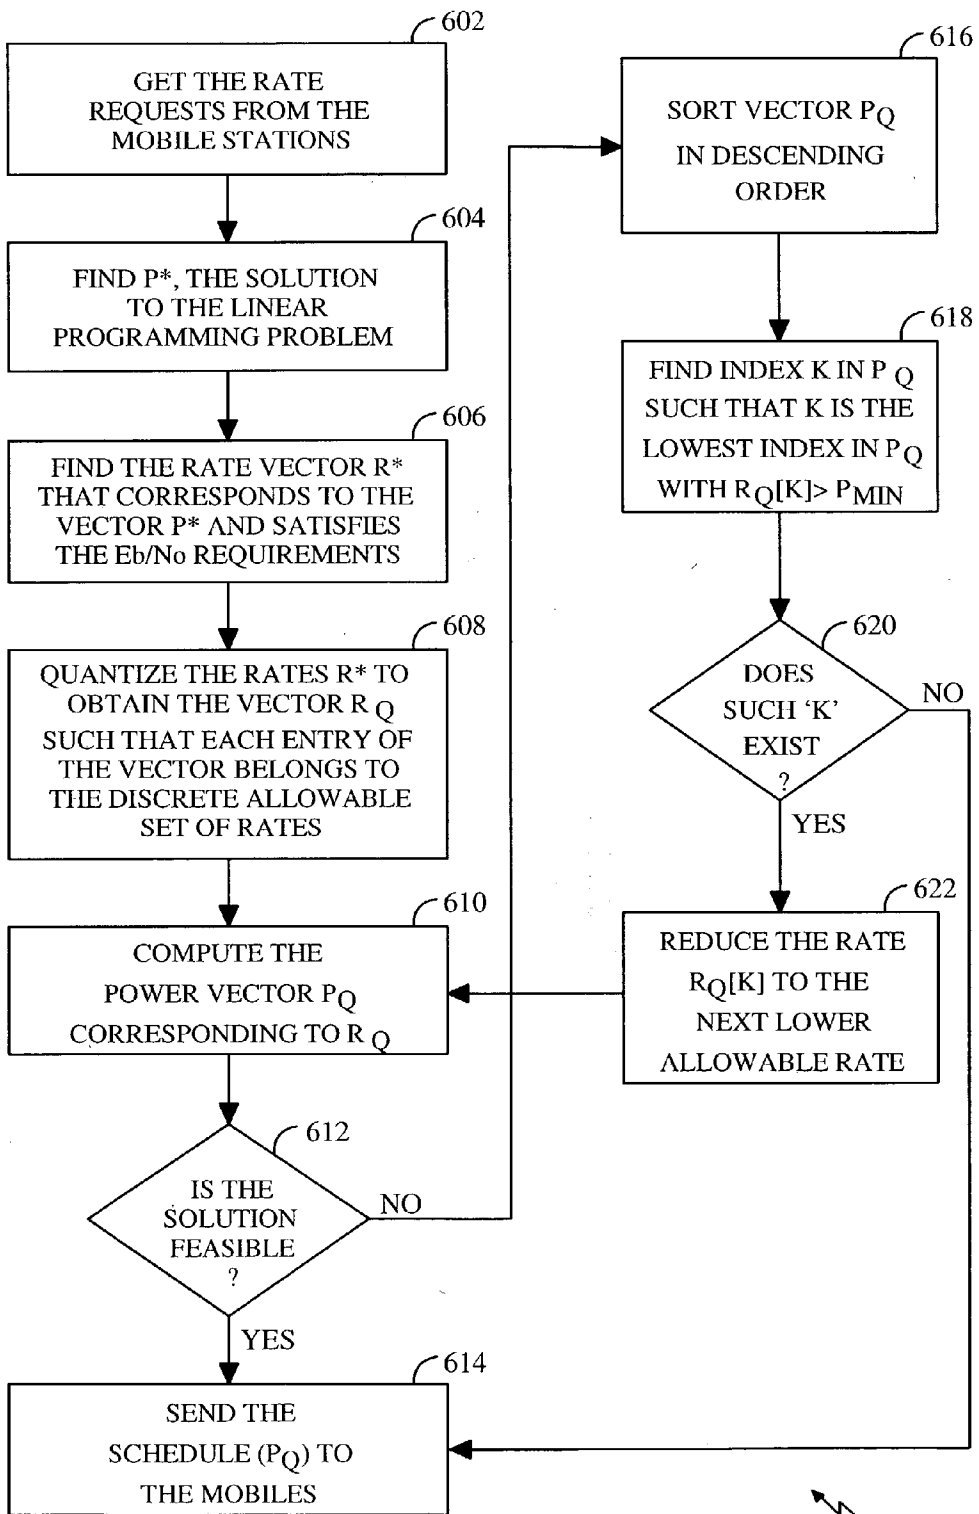 602
GET THE RATE
REQUESTS FROM THE
MOBILE STATIONS
604
FIND P*, THE SOLUTION
TO THE LINEAR
PROGRAMMING PROBLEM
606
FIND THE RATE VECTOR R*
THAT CORRESPONDS TO THE
VECTOR P* AND SATISFIES
THE Eb/No REQUIREMENTS
608
QUANTIZE THE RATES R* TO
OBTAIN THE VECTOR R Q
SUCH THAT EACH ENTRY OF
THE VECTOR BELONGS TO
THE DISCRETE ALLOWABLE
SET OF RATES
610
COMPUTE THE
POWER VECTOR PQ
CORRESPONDING TO R Q
612
IS THE
SOLUTION
FEASIBLE
?
NO
YES
614
SEND THE
SCHEDULE (PQ) TO
THE MOBILES
616
SORT VECTOR PQ
IN DESCENDING
ORDER
618
FIND INDEX K IN P Q
SUCH THAT K IS THE
LOWEST INDEX IN PQ
WITH RQ[K]> PMIN
620
DOES
SUCH ‘K’
EXIST
?
NO
YES
622
REDUCE THE RATE
RQ[K] TO THE
NEXT LOWER
ALLOWABLE RATE